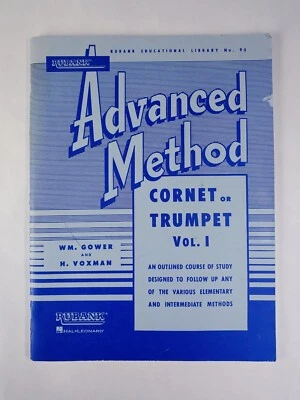 RUBANK EDUCATIONAL LIBRARY No. 96
RUBANK
Advanced
Method
CORNET OR
TRUMPET
VOL. I
WM. GOWER
AND
H. VOXMAN
AN OUTLINED COURSE OF STUDY
DESIGNED TO FOLLOW UP ANY
OF THE VARIOUS ELEMENTARY
AND INTERMEDIATE METHODS
RUBANK
HAL•LEONARD